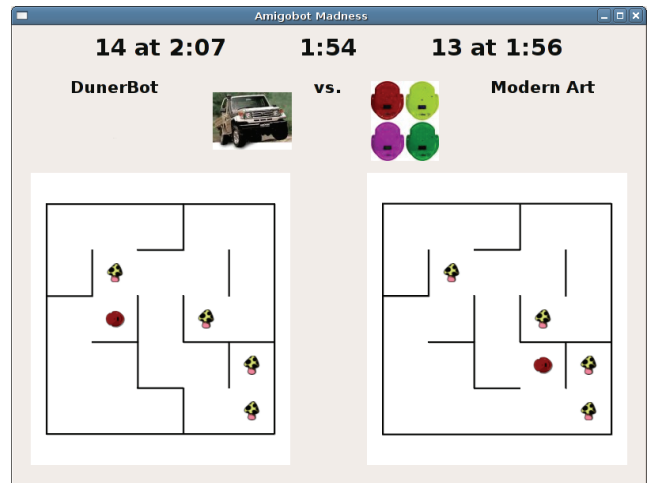 Amigobot Madness
14 at 2:07 1:54 13 at 1:56
DunerBot vs. Modern Art